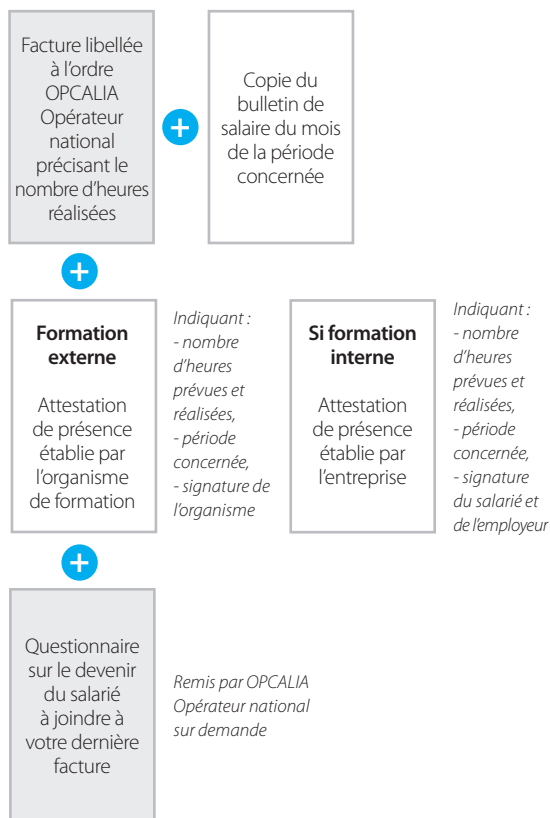 Facture libellée
à l'ordre
OPCALIA
Opérateur
national
précisant le
nombre d'heures
réalisées
+
Copie du
bulletin de
salaire du mois
de la période
concernée
+
Formation
externe
Attestation
de présence
établie par
l'organisme
de formation
Indiquant :
- nombre
d'heures
prévues et
réalisées,
- période
concernée,
- signature de
l'organisme
Si formation
interne
Attestation
de présence
établie par
l'entreprise
Indiquant :
- nombre
d'heures
prévues et
réalisées,
- période
concernée,
- signature
du salarié et
de l'employeur
+
Questionnaire
sur le devenir
du salarié
à joindre à
votre dernière
facture
Remis par OPCALIA
Opérateur national
sur demande